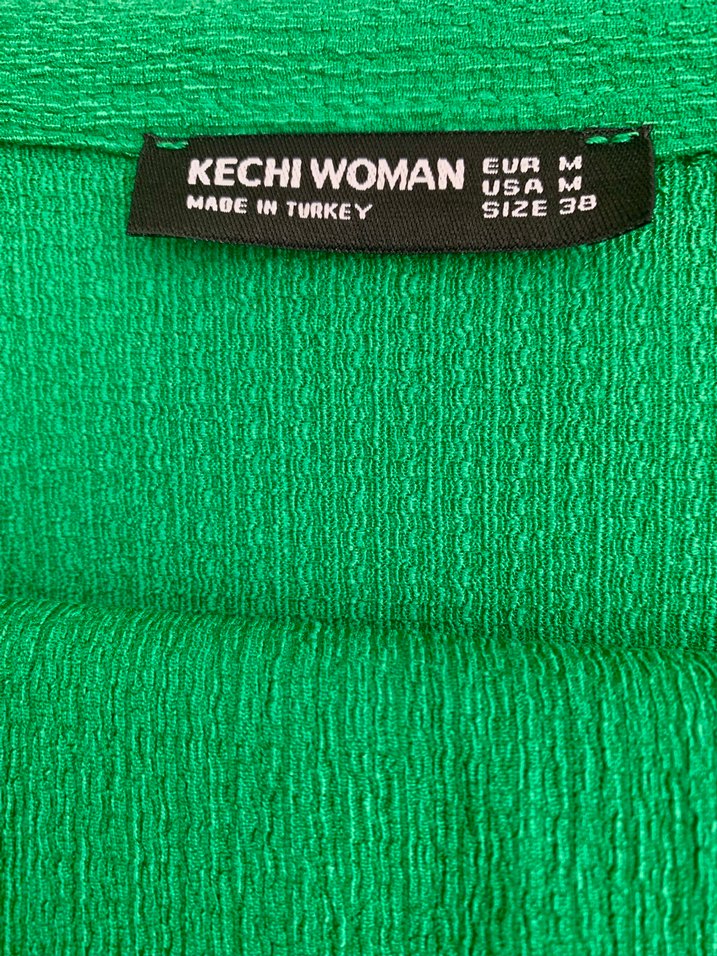 KECHI WOMAN
MADE IN TURKEY
EUR M
USA M
SIZE 38